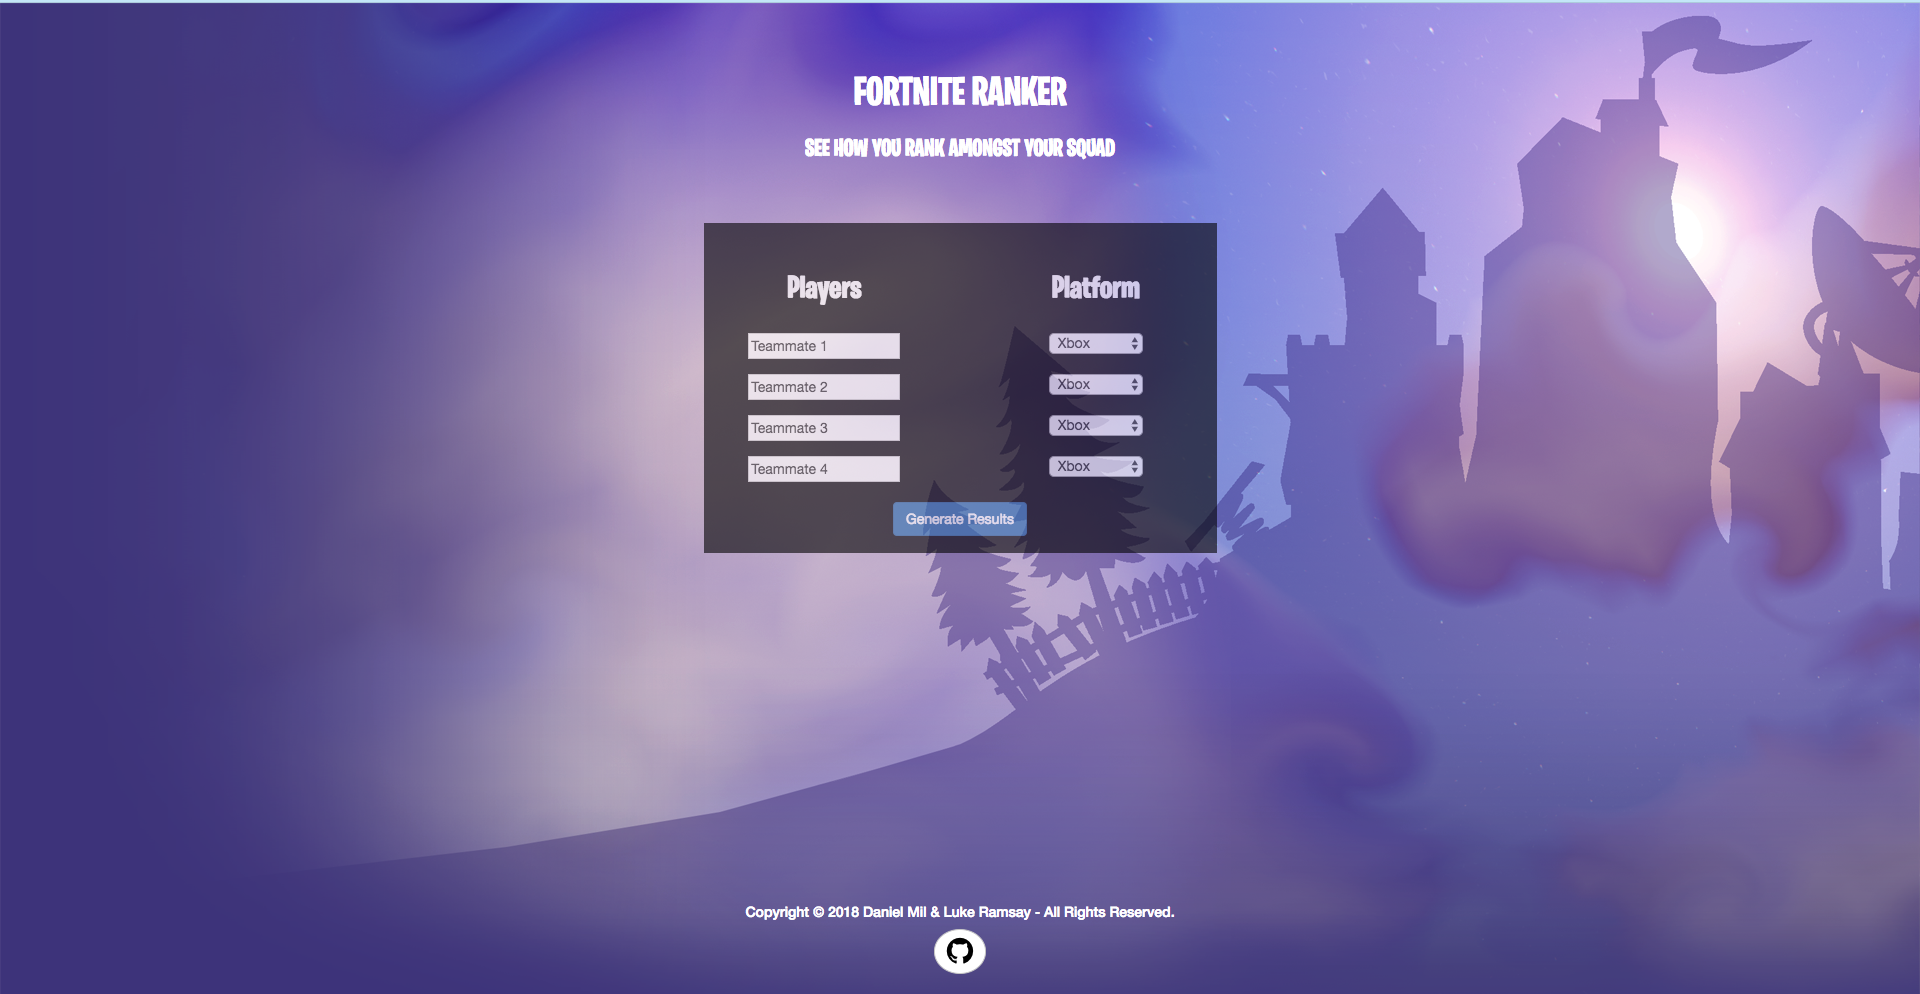 FORTNITE RANKER
SEE HOW YOU RANK AMONGST YOUR SQUAD
Players Platform
Teammate 1 Xbox
Teammate 2 Xbox
Teammate 3 Xbox
Teammate 4 Xbox
Generate Results
Copyright © 2018 Daniel Mil & Luke Ramsay - All Rights Reserved.